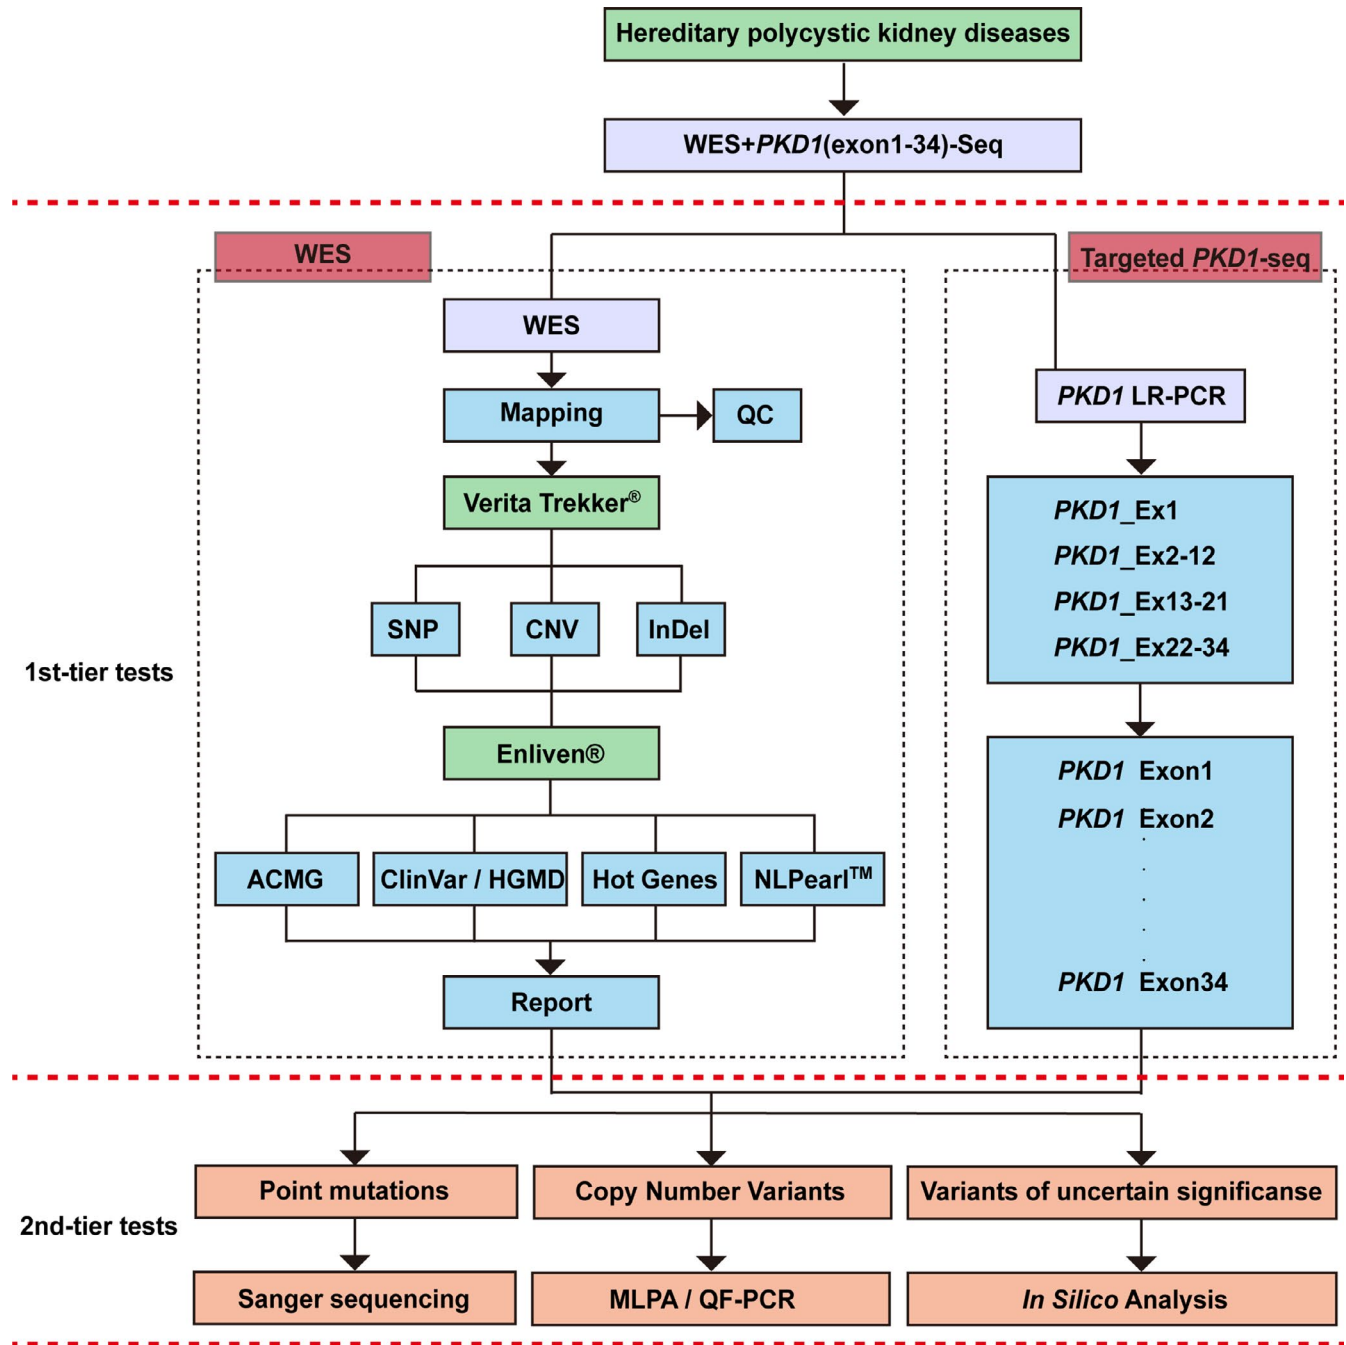 Hereditary polycystic kidney diseases
WES+PKD1(exon1-34)-Seq
WES
Targeted PKD1-seq
WES
Mapping
QC
Verita Trekker®
SNP
CNV
InDel
Enliven®
ACMG
ClinVar / HGMD
Hot Genes
NLPearl™
Report
PKD1 LR-PCR
PKD1_Ex1
PKD1_Ex2-12
PKD1_Ex13-21
PKD1_Ex22-34
PKD1 Exon1
PKD1 Exon2
.
.
.
.
PKD1 Exon34
1st-tier tests
Point mutations
Copy Number Variants
Variants of uncertain significanse
2nd-tier tests
Sanger sequencing
MLPA / QF-PCR
In Silico Analysis